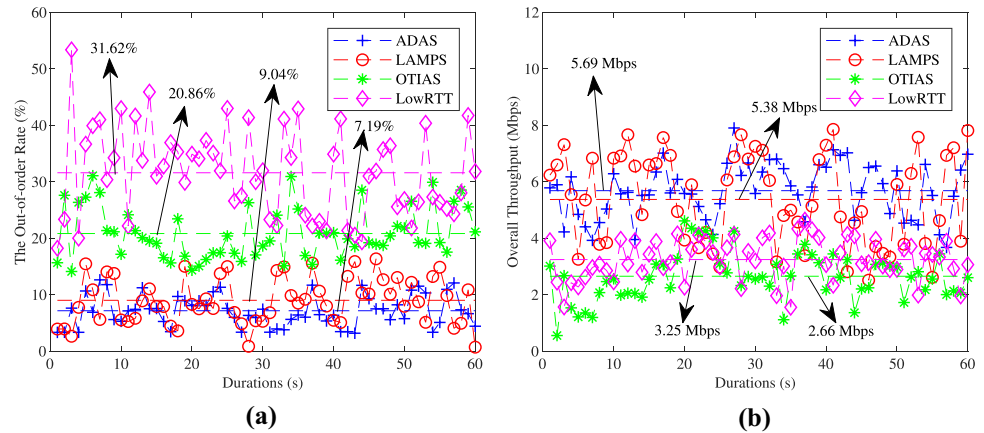 60
50
40
30
20
10
0
The Out-of-order Rate (%)
31.62%
20.86%
9.04%
7.19%
ADAS
LAMPS
OTIAS
LowRTT
0 10 20 30 40 50 60
Durations (s)
(a)
12
10
8
6
4
2
0
Overall Throughput (Mbps)
5.69 Mbps
5.38 Mbps
3.25 Mbps
2.66 Mbps
ADAS
LAMPS
OTIAS
LowRTT
0 10 20 30 40 50 60
Durations (s)
(b)